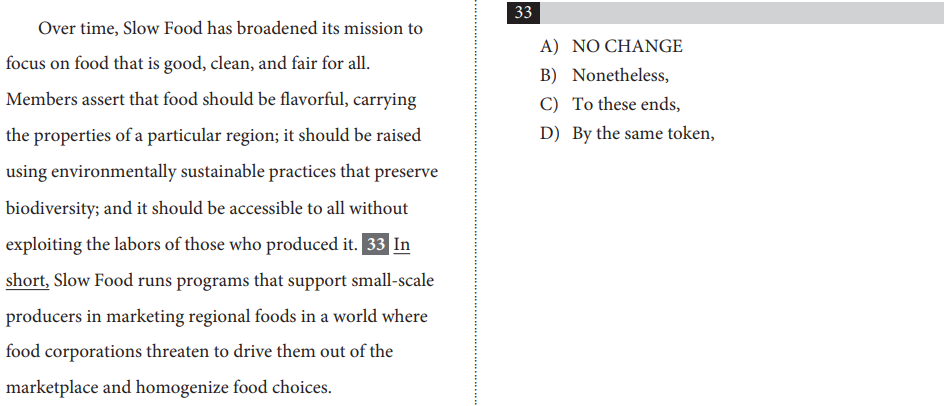 Over time, Slow Food has broadened its mission to
focus on food that is good, clean, and fair for all.
Members assert that food should be flavorful, carrying
the properties of a particular region; it should be raised
using environmentally sustainable practices that preserve
biodiversity; and it should be accessible to all without
exploiting the labors of those who produced it. 33 In
short, Slow Food runs programs that support small-scale
producers in marketing regional foods in a world where
food corporations threaten to drive them out of the
marketplace and homogenize food choices.
33
A) NO CHANGE
B) Nonetheless,
C) To these ends,
D) By the same token,